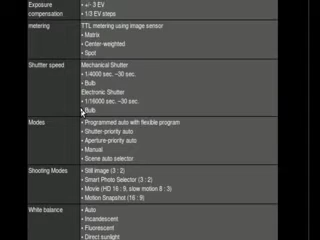 Exposure
compensation
• +/- 3 EV
• 1/3 EV steps
metering
TTL metering using image sensor
• Matrix
• Center-weighted
• Spot
Shutter speed
Mechanical Shutter
• 1/4000 sec. ~30 sec.
• Bulb
Electronic Shutter
• 1/16000 sec. ~30 sec.
• Bulb
Modes
• Programmed auto with flexible program
• Shutter-priority auto
• Aperture-priority auto
• Manual
• Scene auto selector
Shooting Modes
• Still image (3 : 2)
• Smart Photo Selector (3 : 2)
• Movie (HD 16 : 9, slow motion 8 : 3)
• Motion Snapshot (16 : 9)
White balance
• Auto
• Incandescent
• Fluorescent
• Direct sunlight